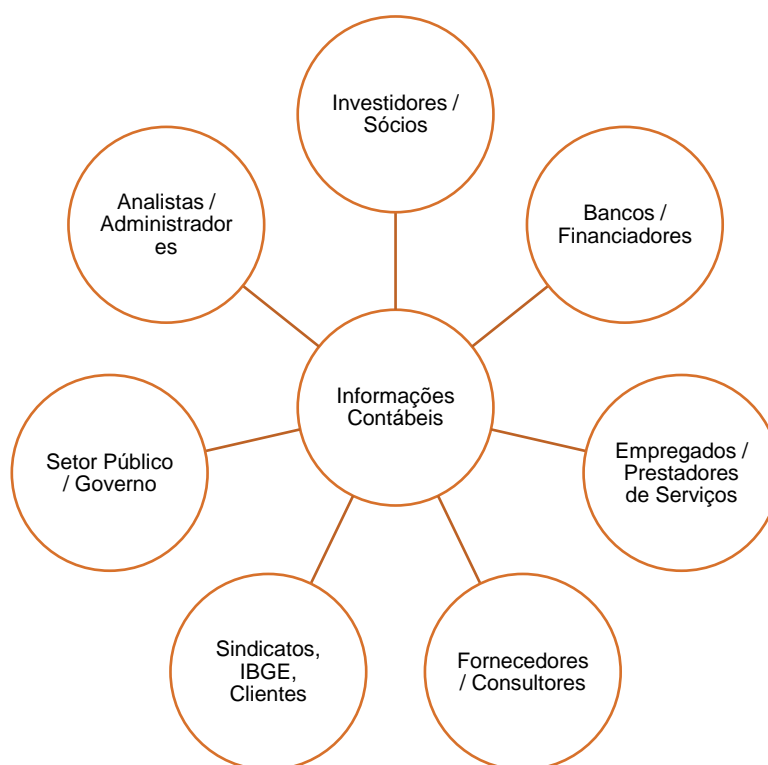 Investidores /
Sócios
Bancos /
Financiadores
Empregados /
Prestadores
de Serviços
Fornecedores
/ Consultores
Sindicatos,
IBGE,
Clientes
Setor Público
/ Governo
Analistas /
Administrador
es
Informações
Contábeis